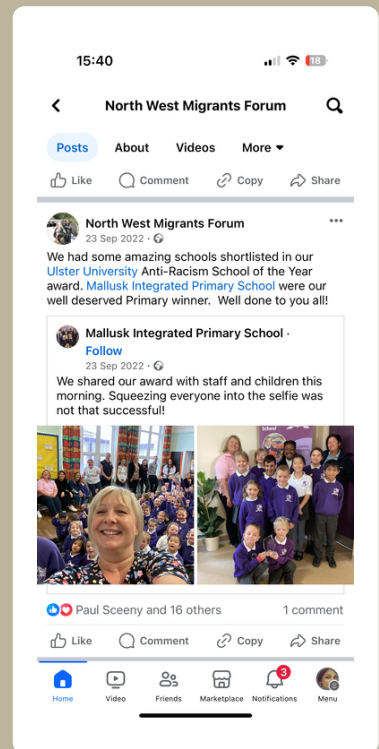 15:40
18
North West Migrants Forum
Posts About Videos More
Like Comment Copy Share
North West Migrants Forum
23 Sep 2022 ·
We had some amazing schools shortlisted in our
Ulster University Anti-Racism School of the Year
award. Mallusk Integrated Primary School were our
well deserved Primary winner. Well done to you all!
Mallusk Integrated Primary School ·
Follow
23 Sep 2022 ·
We shared our award with staff and children this
morning. Squeezing everyone into the selfie was
not that successful!
School
Paul Sceeny and 16 others 1 comment
Like Comment Copy Share
3
Home Video Friends Marketplace Notifications Menu